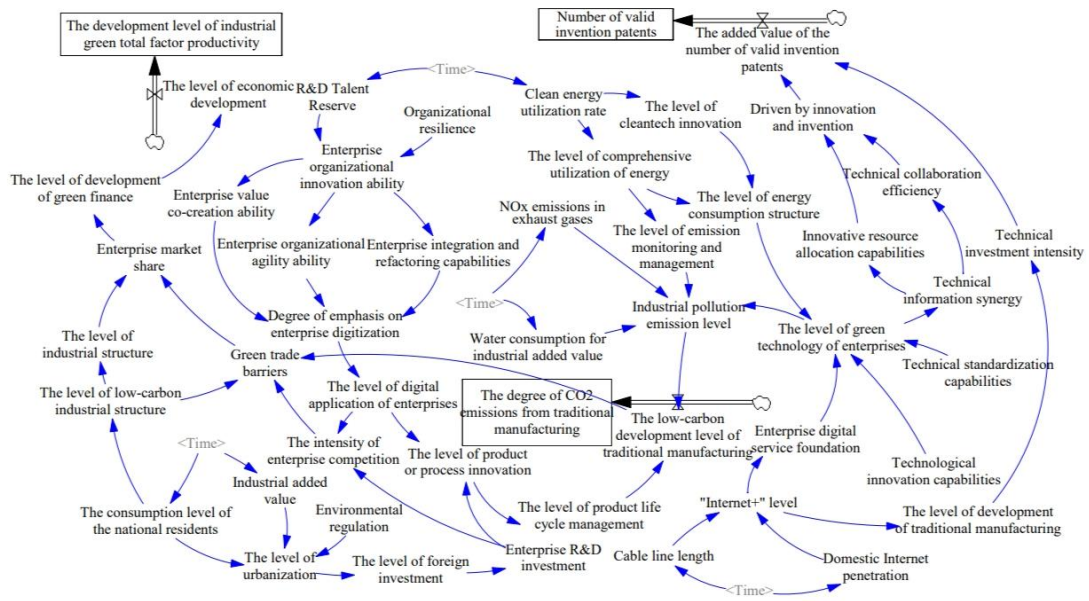 The development level of industrial
green total factor productivity
Number of valid
invention patents
The added value of the
number of valid invention
patents
<Time>
The level of economic
development
R&D Talent
Reserve
Organizational
resilience
Clean energy
utilization rate
The level of
cleantech innovation
Driven by innovation
and invention
Enterprise
organizational
innovation ability
The level of comprehensive
utilization of energy
Technical collaboration
efficiency
The level of development
of green finance
Enterprise value
co-creation ability
NOx emissions in
exhaust gases
The level of energy
consumption structure
Enterprise market
share
Enterprise organizational
agility ability
Enterprise integration and
refactoring capabilities
The level of emission
monitoring and
management
Innovative resource
allocation capabilities
Technical
investment intensity
Technical
information synergy
<Time>
Industrial pollution
emission level
Degree of emphasis on
enterprise digitization
Water consumption for
industrial added value
The level of green
technology of enterprises
The level of
industrial structure
Green trade
barriers
Technical standardization
capabilities
The level of low-carbon
industrial structure
The level of digital
application of enterprises
The degree of CO2
emissions from traditional
manufacturing
The low-carbon
development level of
traditional manufacturing
Enterprise digital
service foundation
<Time>
The intensity of
enterprise competition
The level of product
or process innovation
Technological
innovation capabilities
Industrial added
value
The consumption level of
the national residents
Environmental
regulation
The level of product life
cycle management
"Internet+" level
The level of development
of traditional manufacturing
The level of
urbanization
The level of foreign
investment
Enterprise R&D
investment
Cable line length
Domestic Internet
penetration
<Time>